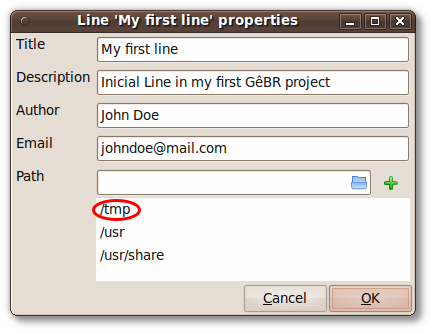 Line 'My first line' properties
Title My first line
Description Inicial Line in my first GêBR project
Author John Doe
Email johndoe@mail.com
Path
/tmp
/usr
/usr/share
Cancel OK